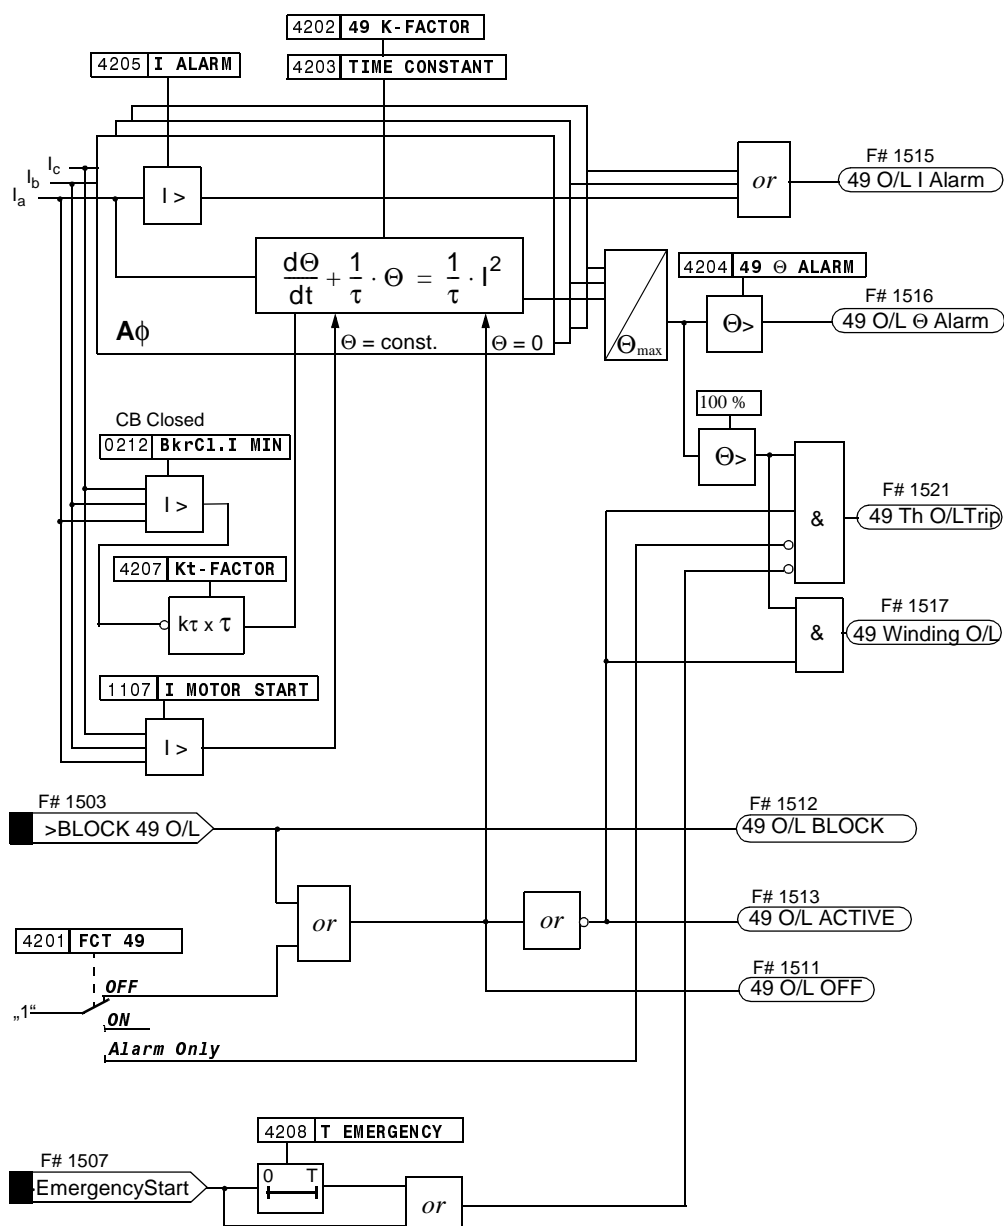 4202 49 K-FACTOR
4205 I ALARM
4203 TIME CONSTANT
Ic
Ib
Ia
I >
or
F# 1515
49 O/L I Alarm
dΘ/dt + 1/τ · Θ = 1/τ · I²
4204 49 Θ ALARM
F# 1516
Θ>
49 O/L Θ Alarm
Aϕ
Θ = const.
Θ = 0
Θmax
100 %
Θ>
CB Closed
0212 BkrCl.I MIN
I >
F# 1521
&
49 Th O/LTrip
4207 Kt-FACTOR
kτ x τ
F# 1517
&
49 Winding O/L
1107 I MOTOR START
I >
F# 1503
>BLOCK 49 O/L
F# 1512
49 O/L BLOCK
or
or
F# 1513
49 O/L ACTIVE
4201 FCT 49
F# 1511
49 O/L OFF
OFF
„1“
ON
Alarm Only
4208 T EMERGENCY
F# 1507
EmergencyStart
0 T
or